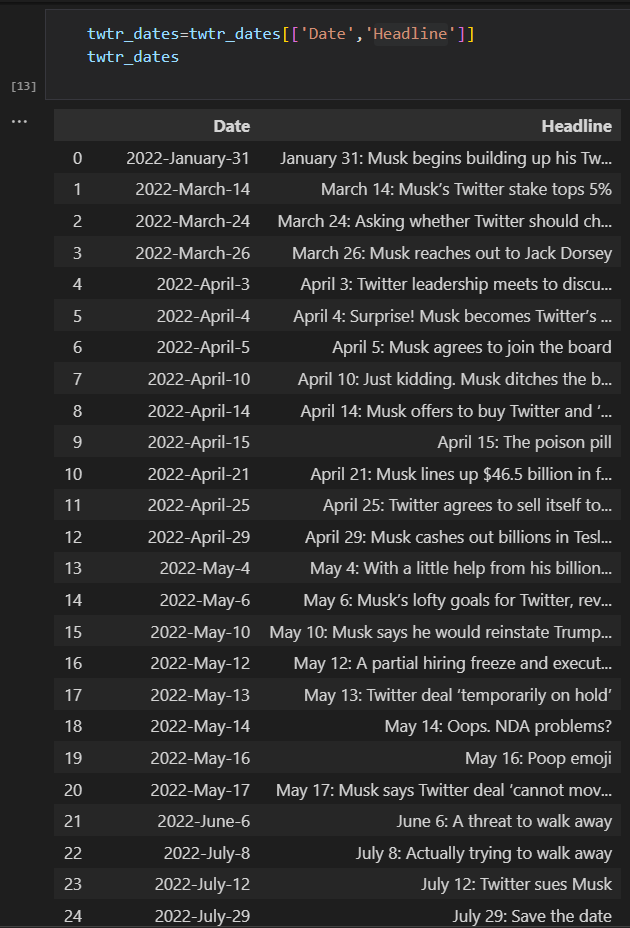 twtr_dates=twtr_dates[['Date','Headline']]
twtr_dates
[13]
...
Date Headline
0 2022-January-31 January 31: Musk begins building up his Tw...
1 2022-March-14 March 14: Musk’s Twitter stake tops 5%
2 2022-March-24 March 24: Asking whether Twitter should ch...
3 2022-March-26 March 26: Musk reaches out to Jack Dorsey
4 2022-April-3 April 3: Twitter leadership meets to discu...
5 2022-April-4 April 4: Surprise! Musk becomes Twitter’s ...
6 2022-April-5 April 5: Musk agrees to join the board
7 2022-April-10 April 10: Just kidding. Musk ditches the b...
8 2022-April-14 April 14: Musk offers to buy Twitter and ‘...
9 2022-April-15 April 15: The poison pill
10 2022-April-21 April 21: Musk lines up $46.5 billion in f...
11 2022-April-25 April 25: Twitter agrees to sell itself to...
12 2022-April-29 April 29: Musk cashes out billions in Tesl...
13 2022-May-4 May 4: With a little help from his billion...
14 2022-May-6 May 6: Musk’s lofty goals for Twitter, rev...
15 2022-May-10 May 10: Musk says he would reinstate Trump...
16 2022-May-12 May 12: A partial hiring freeze and execut...
17 2022-May-13 May 13: Twitter deal ‘temporarily on hold’
18 2022-May-14 May 14: Oops. NDA problems?
19 2022-May-16 May 16: Poop emoji
20 2022-May-17 May 17: Musk says Twitter deal ‘cannot mov...
21 2022-June-6 June 6: A threat to walk away
22 2022-July-8 July 8: Actually trying to walk away
23 2022-July-12 July 12: Twitter sues Musk
24 2022-July-29 July 29: Save the date